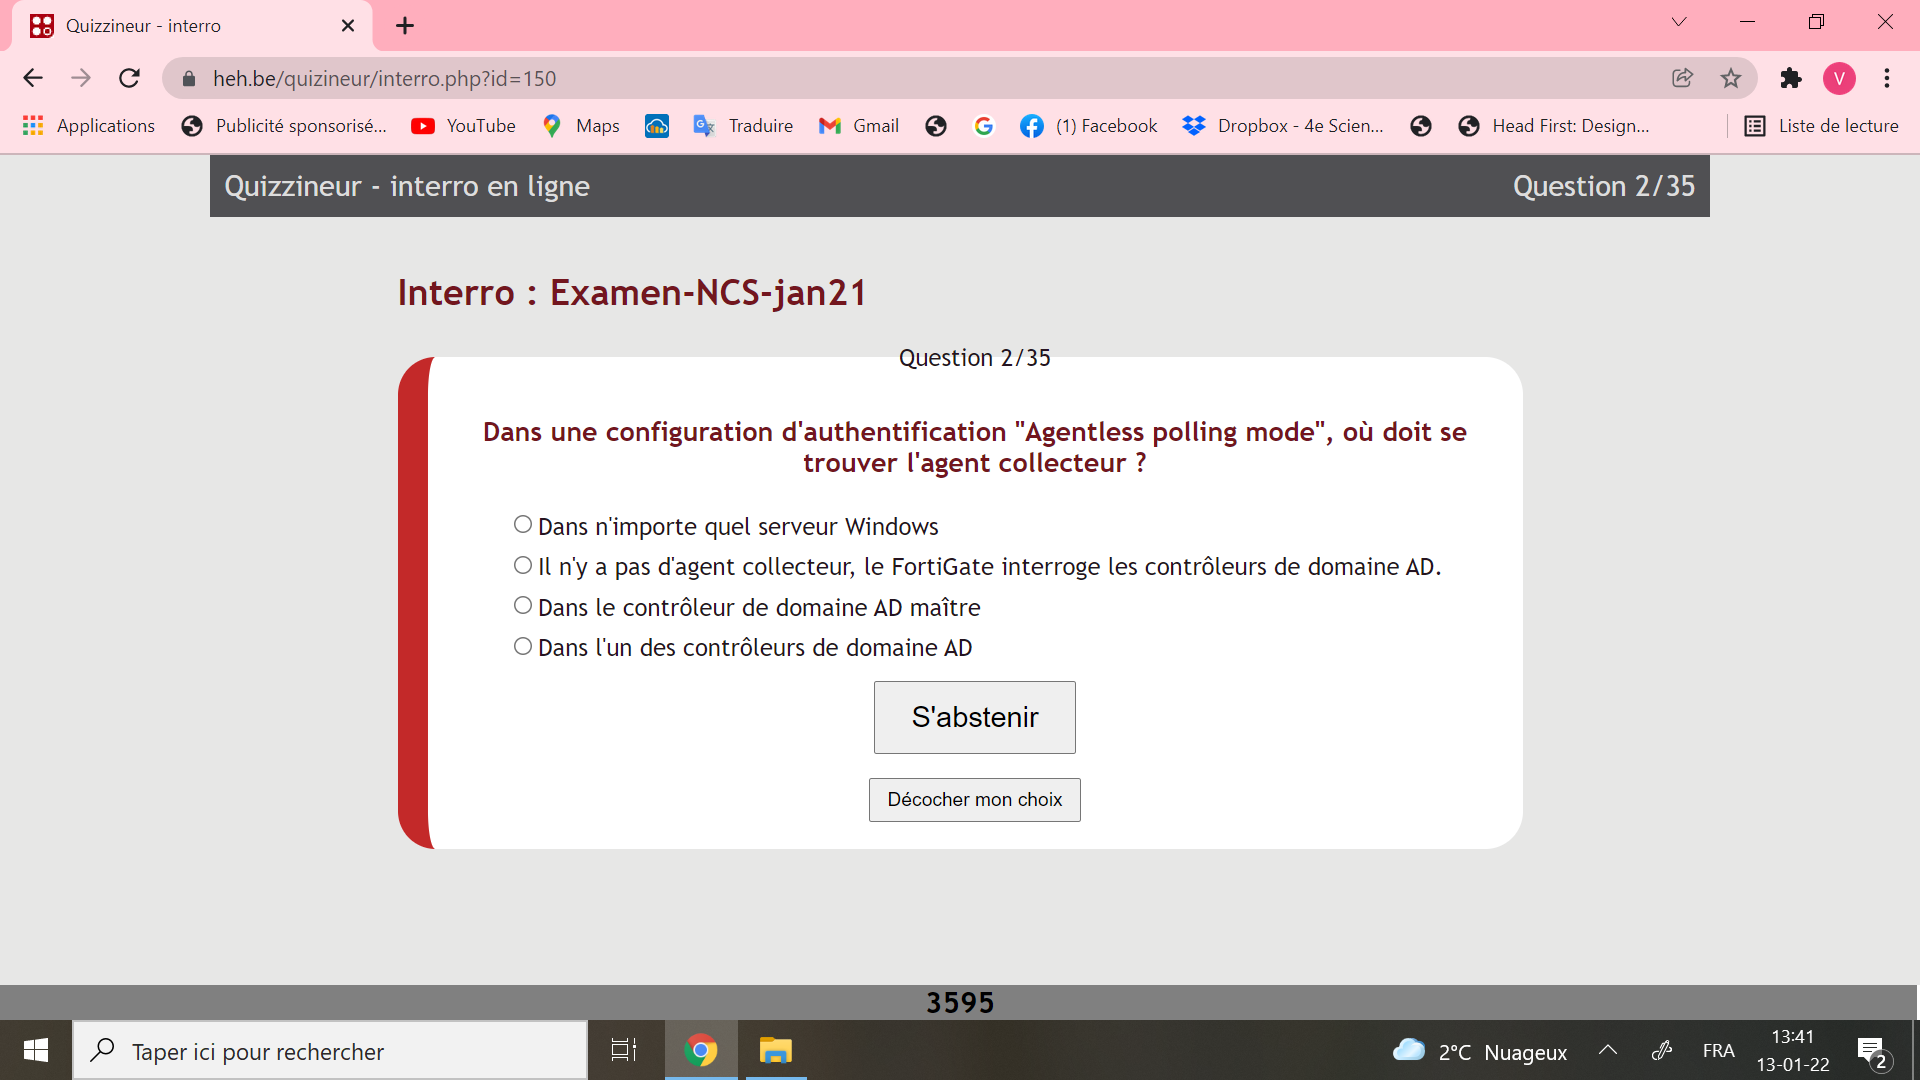 Quizzineur - interro
heh.be/quizineur/interro.php?id=150
V
Applications
Publicité sponsorisé...
YouTube
Maps
Traduire
Gmail
(1) Facebook
Dropbox - 4e Scien...
Head First: Design...
Liste de lecture
Quizzineur - interro en ligne
Question 2/35
Interro : Examen-NCS-jan21
Question 2/35
Dans une configuration d'authentification "Agentless polling mode", où doit se
trouver l'agent collecteur ?
Dans n'importe quel serveur Windows
Il n'y a pas d'agent collecteur, le FortiGate interroge les contrôleurs de domaine AD.
Dans le contrôleur de domaine AD maître
Dans l'un des contrôleurs de domaine AD
S'abstenir
Décocher mon choix
3595
Taper ici pour rechercher
2°C Nuageux
FRA
13:41
13-01-22
2